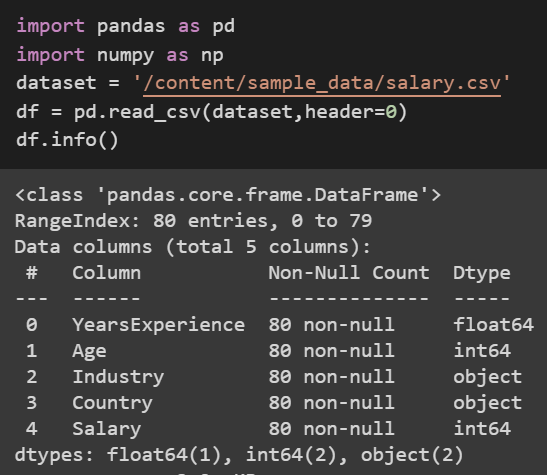 import pandas as pd
import numpy as np
dataset = '/content/sample_data/salary.csv'
df = pd.read_csv(dataset,header=0)
df.info()
<class 'pandas.core.frame.DataFrame'>
RangeIndex: 80 entries, 0 to 79
Data columns (total 5 columns):
 #   Column           Non-Null Count  Dtype
---  ------           --------------  -----
 0   YearsExperience  80 non-null     float64
 1   Age              80 non-null     int64
 2   Industry         80 non-null     object
 3   Country          80 non-null     object
 4   Salary           80 non-null     int64
dtypes: float64(1), int64(2), object(2)